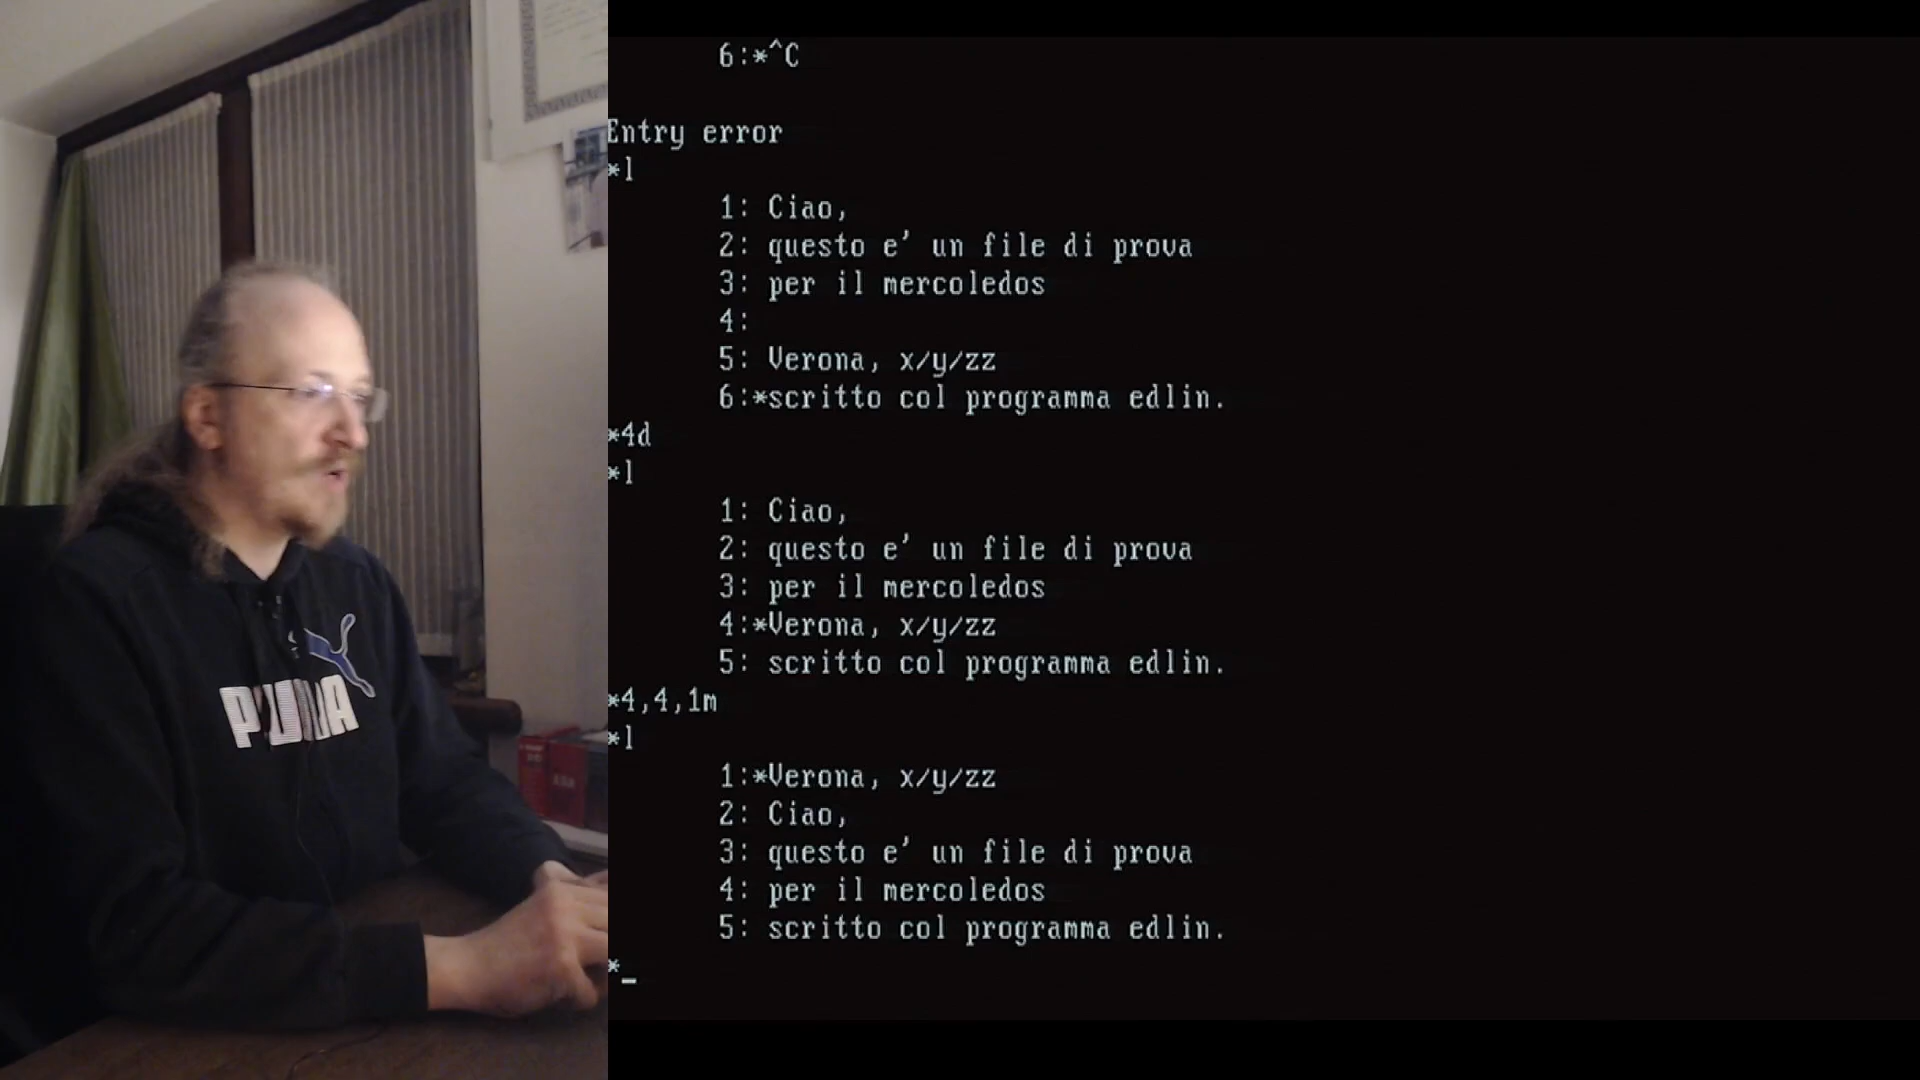 6:*^C
Entry error
*l
1: Ciao,
2: questo e' un file di prova
3: per il mercoledos
4:
5: Verona, x/y/zz
6:*scritto col programma edlin.
*4d
*l
1: Ciao,
2: questo e' un file di prova
3: per il mercoledos
4:*Verona, x/y/zz
5: scritto col programma edlin.
*4,4,1m
*l
1:*Verona, x/y/zz
2: Ciao,
3: questo e' un file di prova
4: per il mercoledos
5: scritto col programma edlin.
*_
PUMA